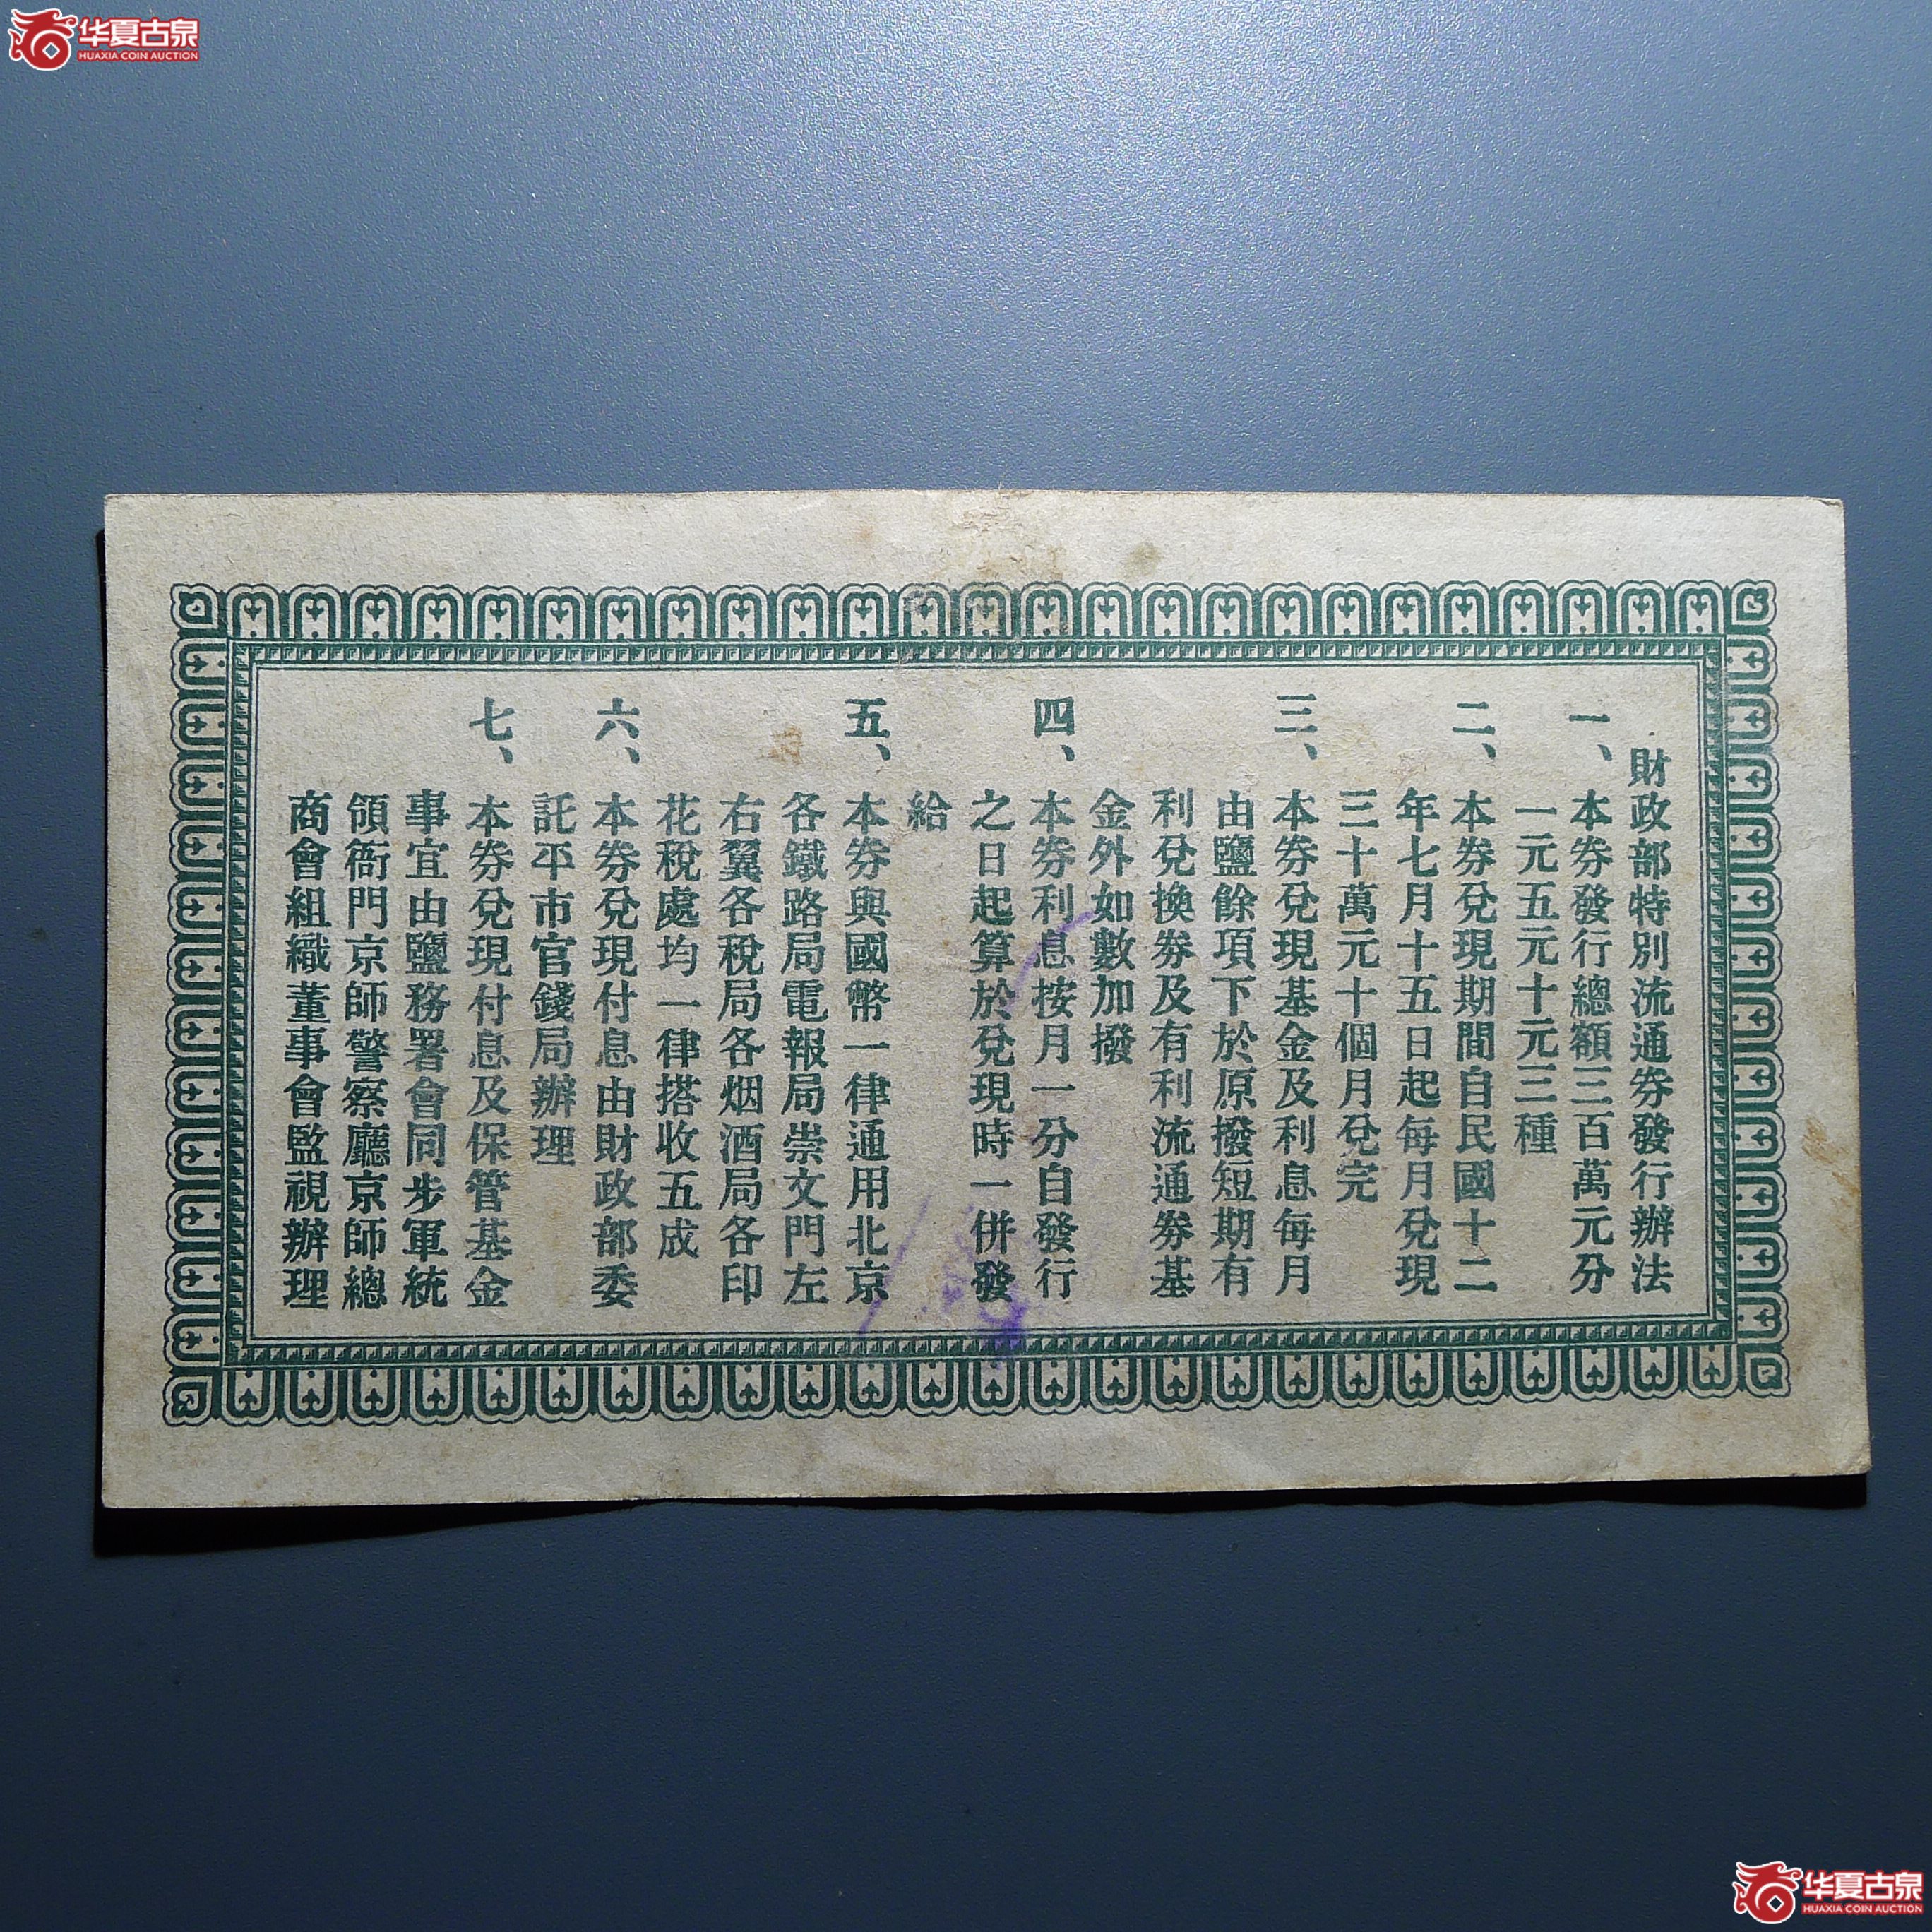 华夏古泉
HUAXIA COIN AUCTION
財政部特別流通券發行辦法
一、本券發行總額三百萬元分
一元五元十元三種
二、本券兌現期間自民國十二
年七月十五日起每月兌現
三十萬元十個月兌完
三、本券兌現基金及利息每月
由鹽餘項下於原撥短期有
利兌換券及有利流通券基
金外如數加撥
四、本券利息按月一分自發行
之日起算於兌現時一併發
給
五、本券與國幣一律通用北京
各鐵路局電報局崇文門左
右翼各稅局各烟酒局各印
花稅處均一律搭收五成
六、本券兌現付息由財政部委
託平市官錢局辦理
七、本券兌現付息及保管基金
事宜由鹽務署會同步軍統
領衙門京師警察廳京師總
商會組織董事會監視辦理
华夏古泉
HUAXIA COIN AUCTION